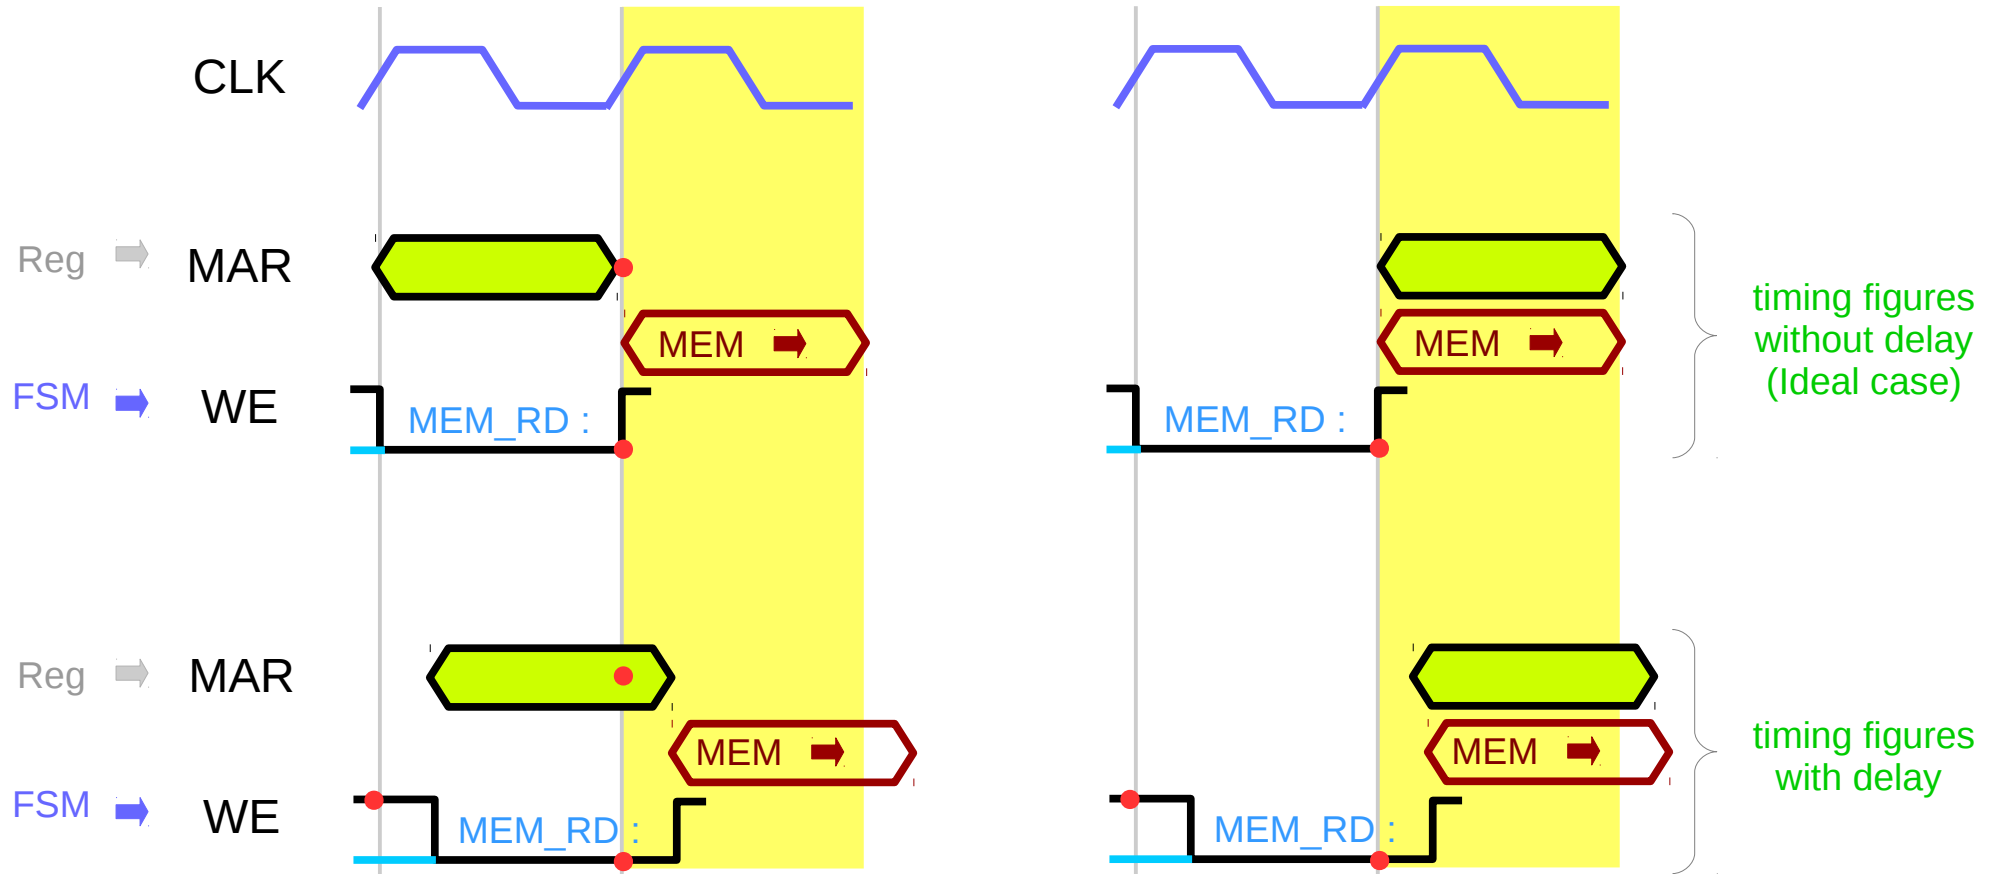 CLK
Reg MAR
MEM MEM
FSM WE MEM_RD : MEM_RD :
timing figures
without delay
(Ideal case)
Reg MAR
MEM MEM
FSM WE MEM_RD : MEM_RD :
timing figures
with delay